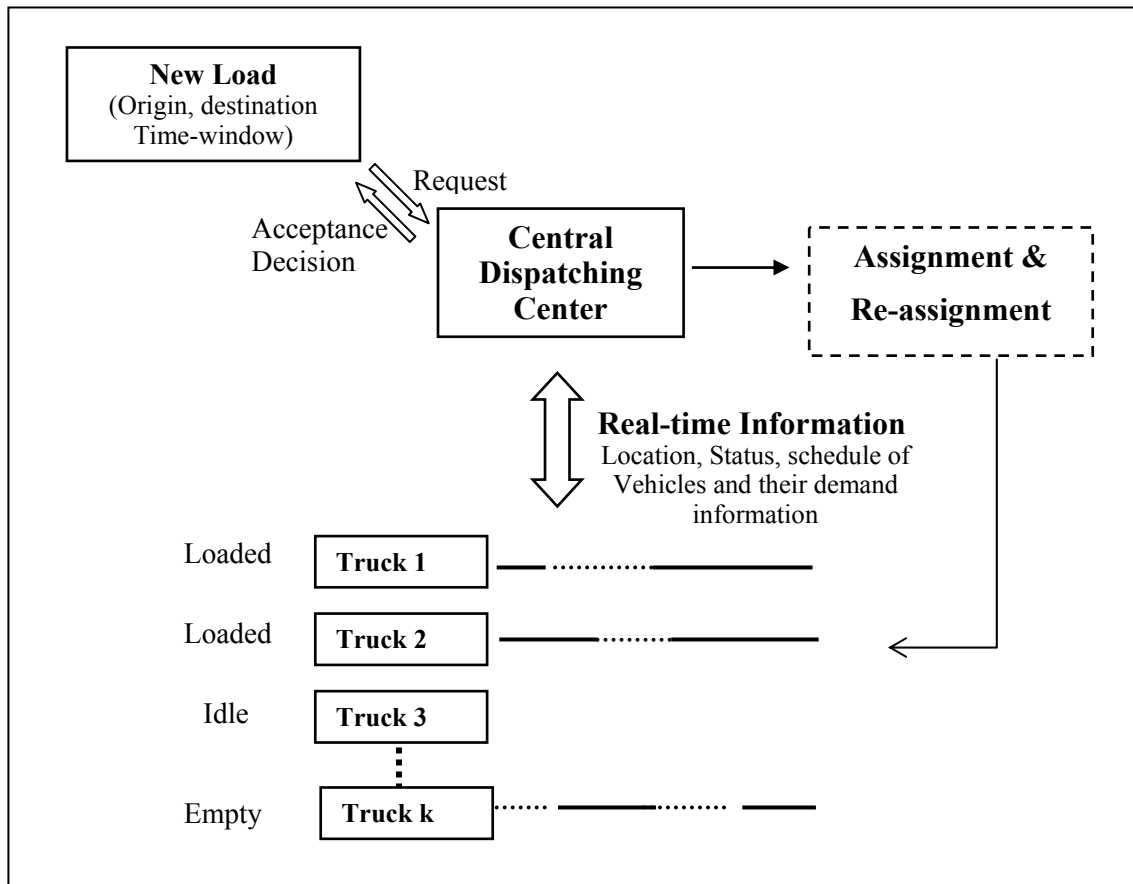 New Load
(Origin, destination
Time-window)
Request
Acceptance
Decision
Central
Dispatching
Center
Assignment &
Re-assignment
Real-time Information
Location, Status, schedule of
Vehicles and their demand
information
Loaded
Truck 1
Loaded
Truck 2
Idle
Truck 3
Empty
Truck k